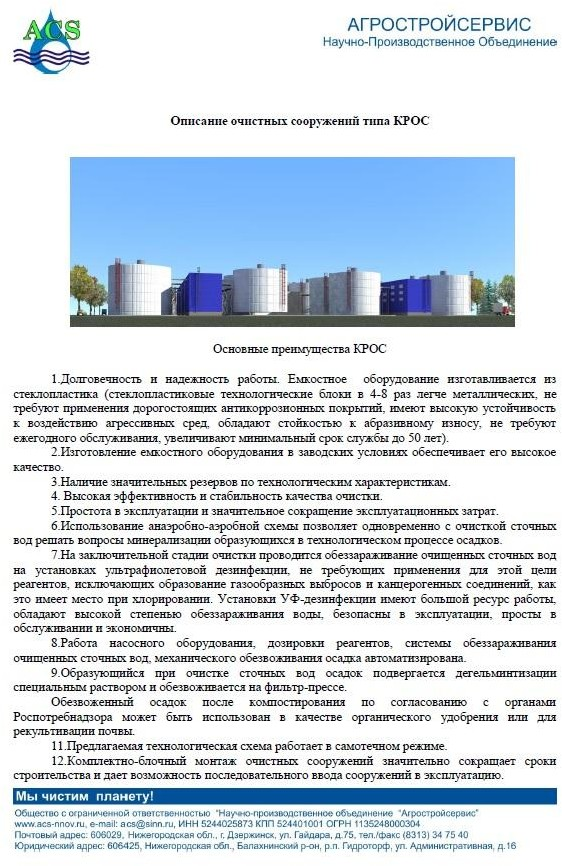 ACS
АГРОСТРОЙСЕРВИС
Научно-Производственное Объединение
Описание очистных сооружений типа КРОС
Основные преимущества КРОС
1.Долговечность и надежность работы. Емкостное оборудование изготавливается из
стеклопластика (стеклопластиковые технологические блоки в 4-8 раз легче металлических, не
требуют применения дорогостоящих антикоррозионных покрытий, имеют высокую устойчивость
к воздействию агрессивных сред, обладают стойкостью к абразивному износу, не требуют
ежегодного обслуживания, увеличивают минимальный срок службы до 50 лет).
2.Изготовление емкостного оборудования в заводских условиях обеспечивает его высокое
качество.
3.Наличие значительных резервов по технологическим характеристикам.
4. Высокая эффективность и стабильность качества очистки.
5.Простота в эксплуатации и значительное сокращение эксплуатационных затрат.
6.Использование анаэробно-аэробной схемы позволяет одновременно с очисткой сточных
вод решать вопросы минерализации образующихся в технологическом процессе осадков.
7.На заключительной стадии очистки проводится обеззараживание очищенных сточных вод
на установках ультрафиолетовой дезинфекции, не требующих применения для этой цели
реагентов, исключающих образование газообразных выбросов и канцерогенных соединений, как
это имеет место при хлорировании. Установки УФ-дезинфекции имеют большой ресурс работы,
обладают высокой степенью обеззараживания воды, безопасны в эксплуатации, просты в
обслуживании и экономичны.
8.Работа насосного оборудования, дозировки реагентов, системы обеззараживания
очищенных сточных вод, механического обезвоживания осадка автоматизирована.
9.Образующийся при очистке сточных вод осадок подвергается дегельминтизации
специальным раствором и обезвоживается на фильтр-прессе.
Обезвоженный осадок после компостирования по согласованию с органами
Роспотребнадзора может быть использован в качестве органического удобрения или для
рекультивации почвы.
11.Предлагаемая технологическая схема работает в самотечном режиме.
12.Комплектно-блочный монтаж очистных сооружений значительно сокращает сроки
строительства и дает возможность последовательного ввода сооружений в эксплуатацию.
Мы чистим планету!
Общество с ограниченной ответственностью "Научно-производственное объединение "Агростройсервис"
www.acs-nnov.ru, e-mail: acs@sinn.ru, ИНН 5244025873 КПП 524401001 ОГРН 1135248000304
Почтовый адрес: 606029, Нижегородская обл., г. Дзержинск, ул. Гайдара, д.75, тел./факс (8313) 34 75 40
Юридический адрес: 606425, Нижегородская обл., Балахнинский р-он, р.п. Гидроторф, ул. Административная, д.16